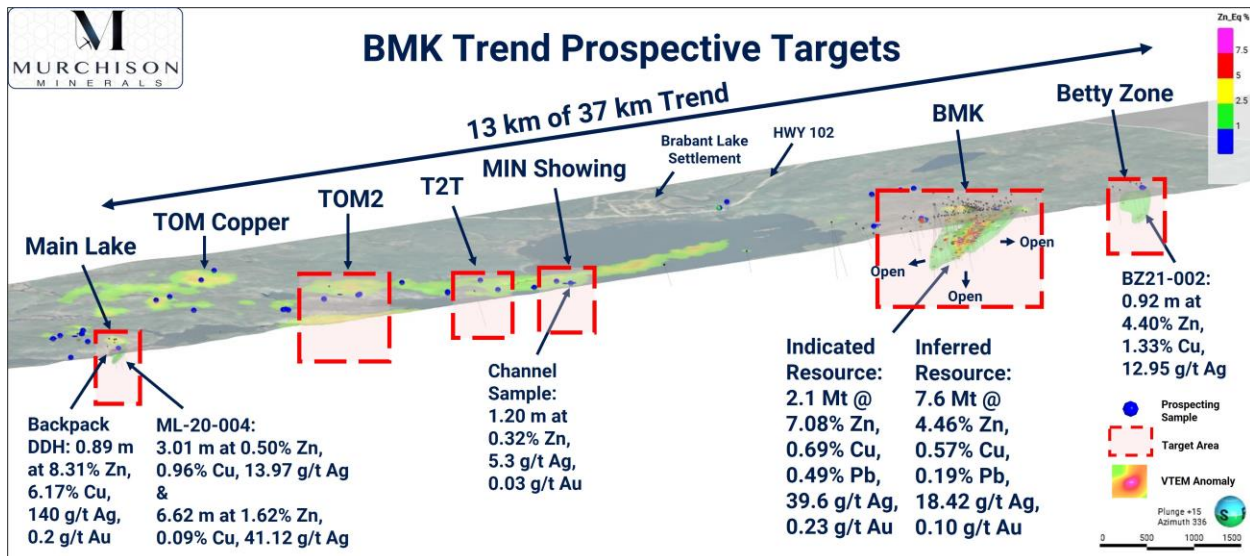 MURCHISON
MINERALS
BMK Trend Prospective Targets
Zn_Eq %
7.5
5
2.5
1
13 km of 37 km Trend
Main Lake
TOM Copper
TOM2
T2T
MIN Showing
Brabant Lake
Settlement
HWY 102
BMK
Betty Zone
Open
Open
Open
Backpack
DDH: 0.89 m
at 8.31% Zn,
6.17% Cu,
140 g/t Ag,
0.2 g/t Au
ML-20-004:
3.01 m at 0.50% Zn,
0.96% Cu, 13.97 g/t Ag
&
6.62 m at 1.62% Zn,
0.09% Cu, 41.12 g/t Ag
Channel
Sample:
1.20 m at
0.32% Zn,
5.3 g/t Ag,
0.03 g/t Au
Indicated
Resource:
2.1 Mt @
7.08% Zn,
0.69% Cu,
0.49% Pb,
39.6 g/t Ag,
0.23 g/t Au
Inferred
Resource:
7.6 Mt @
4.46% Zn,
0.57% Cu,
0.19% Pb,
18.42 g/t Ag,
0.10 g/t Au
BZ21-002:
0.92 m at
4.40% Zn,
1.33% Cu,
12.95 g/t Ag
Prospecting
Sample
Target Area
VTEM Anomaly
Plunge +15
Azimuth 336
S
0 500 1000 1500